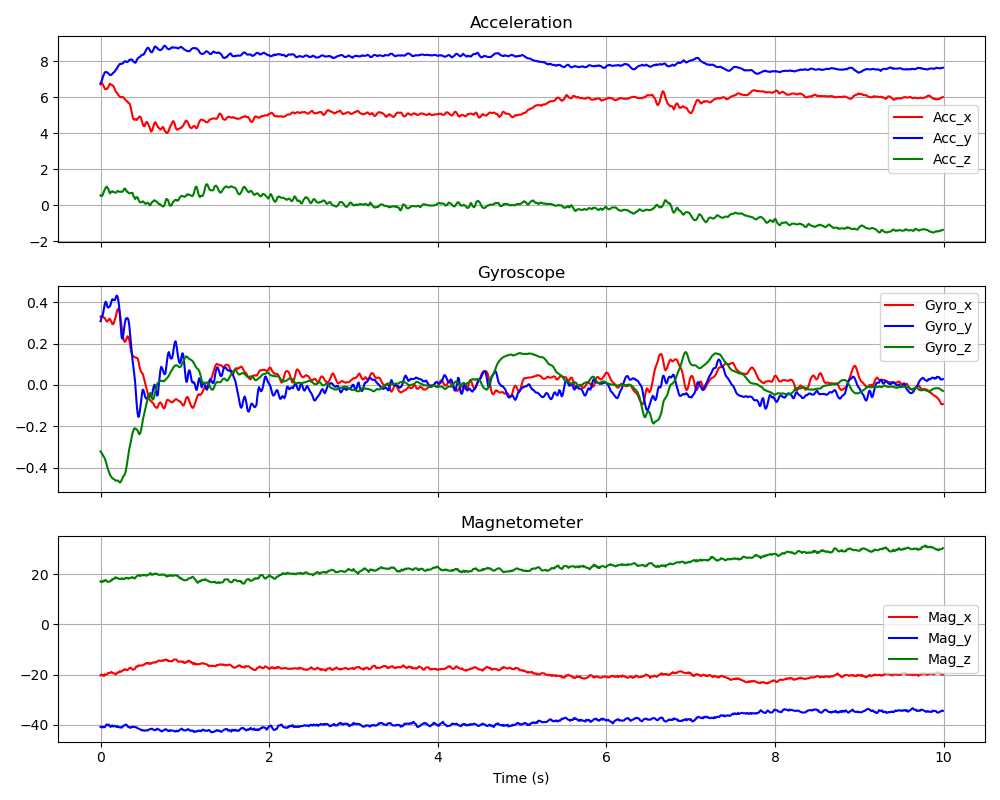 Acceleration
8
6
4
2
0
−2
Acc_x
Acc_y
Acc_z
Gyroscope
0.4
0.2
0.0
−0.2
−0.4
Gyro_x
Gyro_y
Gyro_z
Magnetometer
20
0
−20
−40
Mag_x
Mag_y
Mag_z
0 2 4 6 8 10
Time (s)